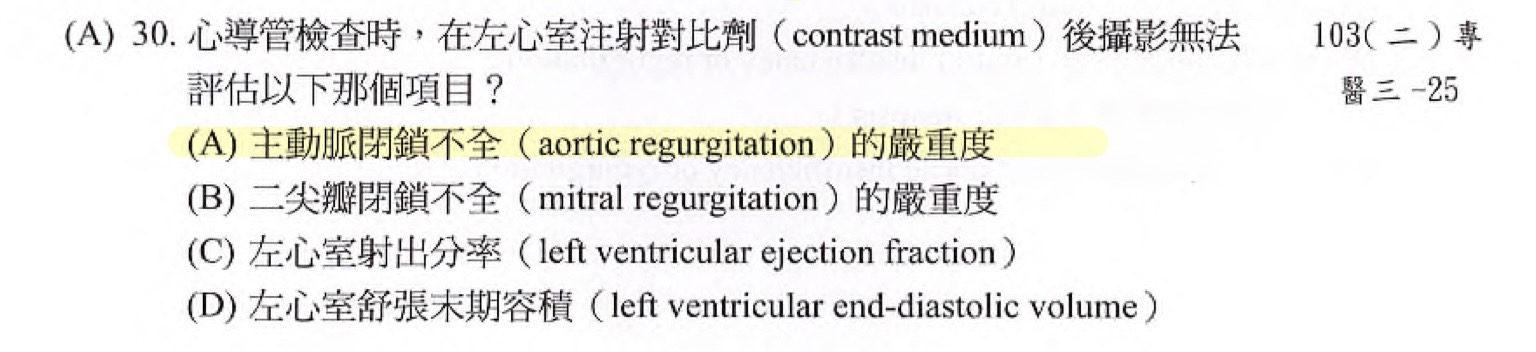 (A) 30. 心導管檢查時，在左心室注射對比劑（contrast medium）後攝影無法 103(二)專
評估以下那個項目？ 醫三-25
(A) 主動脈閉鎖不全（aortic regurgitation）的嚴重度
(B) 二尖瓣閉鎖不全（mitral regurgitation）的嚴重度
(C) 左心室射出分率（left ventricular ejection fraction）
(D) 左心室舒張末期容積（left ventricular end-diastolic volume）